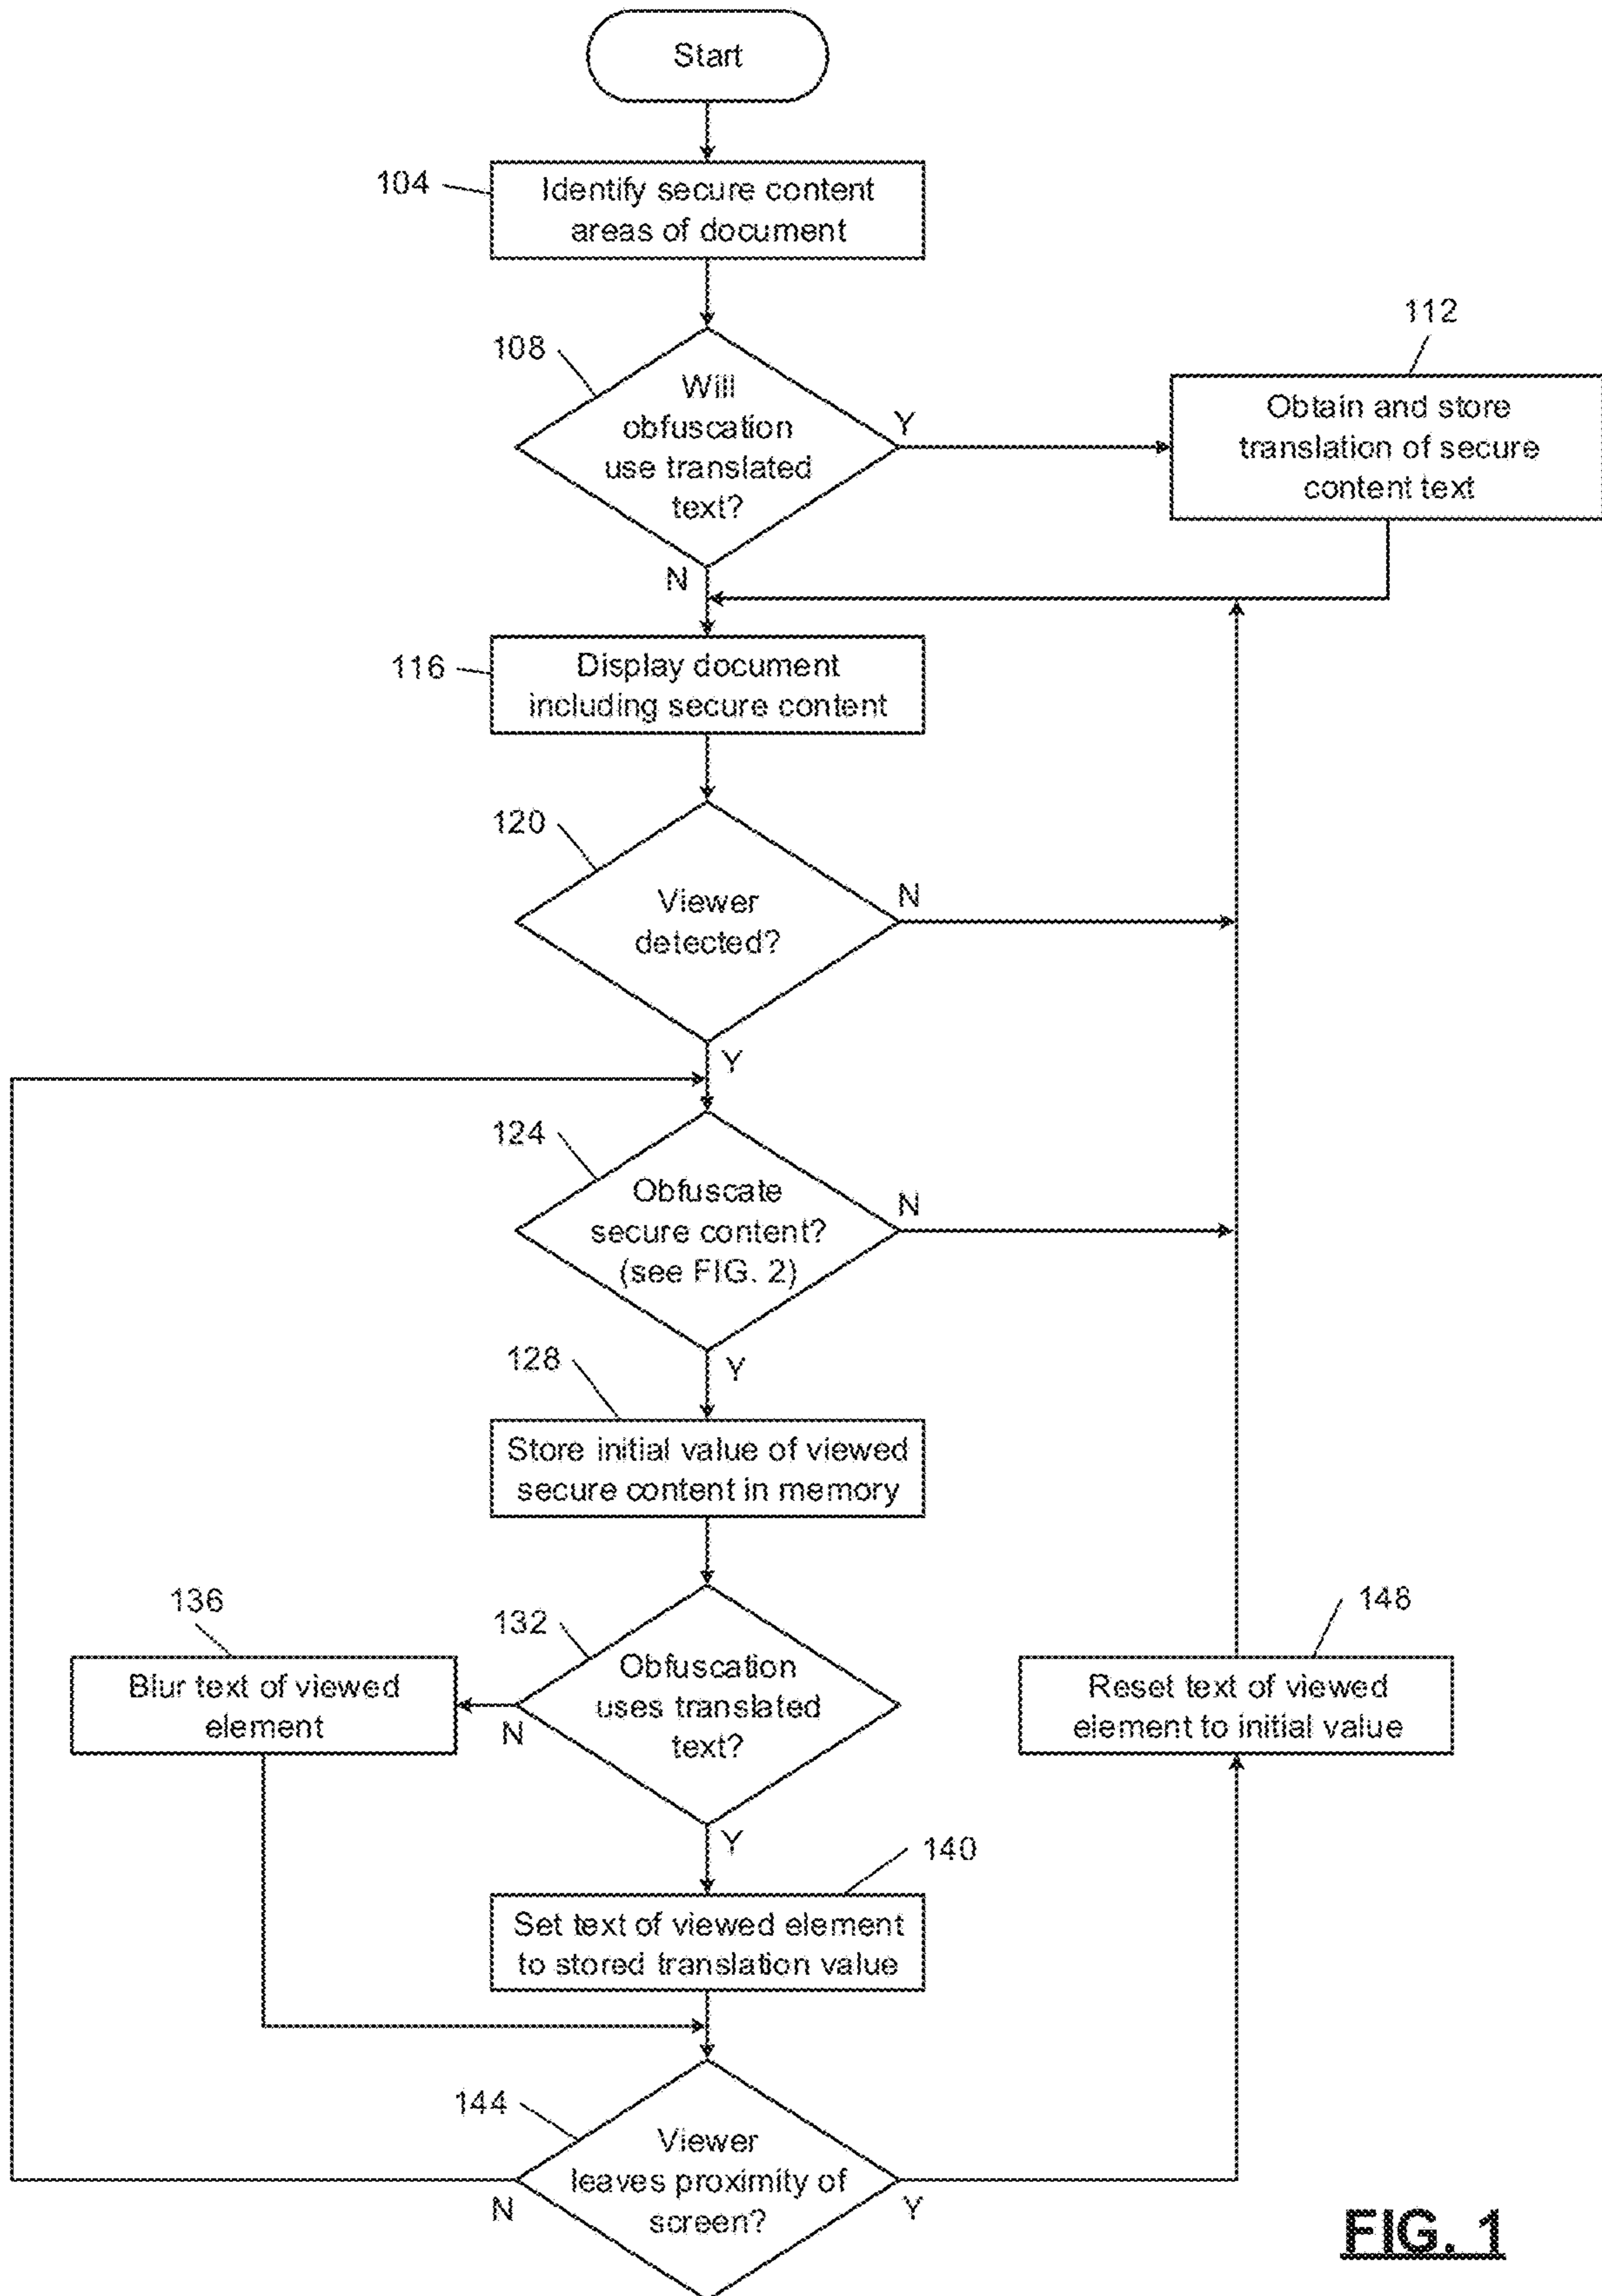 Start
104
Identify secure content
areas of document
108
Will
obfuscation
use translated
text?
Y
N
112
Obtain and store
translation of secure
content text
116
Display document
including secure content
120
Viewer
detected?
N
Y
124
Obfuscate
secure content?
(see FIG. 2)
N
Y
128
Store initial value of viewed
secure content in memory
132
Obfuscation
uses translated
text?
N
Y
136
Blur text of viewed
element
148
Reset text of viewed
element to initial value
140
Set text of viewed element
to stored translation value
144
Viewer
leaves proximity of
screen?
N
Y
FIG. 1